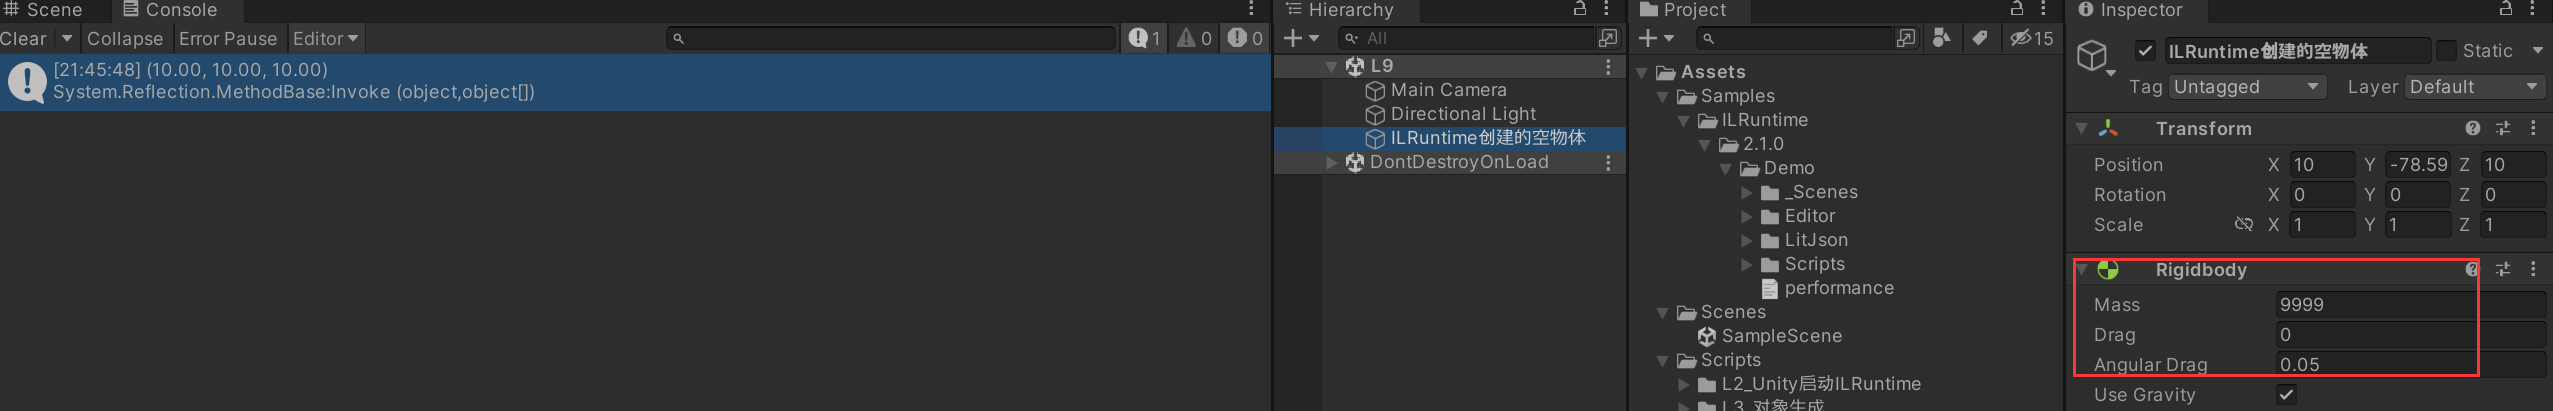 Scene Console
Clear Collapse Error Pause Editor 1 0 0
[21:45:48] (10.00, 10.00, 10.00)
System.Reflection.MethodBase:Invoke (object,object[])
Hierarchy
All
L9
Main Camera
Directional Light
ILRuntime创建的空物体
DontDestroyOnLoad
Project
15
Assets
Samples
ILRuntime
2.1.0
Demo
_Scenes
Editor
LitJson
Scripts
performance
Scenes
SampleScene
Scripts
L2_Unity启动ILRuntime
L3_对象生成
Inspector
ILRuntime创建的空物体 Static
Tag Untagged Layer Default
Transform
Position X 10 Y -78.59 Z 10
Rotation X 0 Y 0 Z 0
Scale X 1 Y 1 Z 1
Rigidbody
Mass 9999
Drag 0
Angular Drag 0.05
Use Gravity